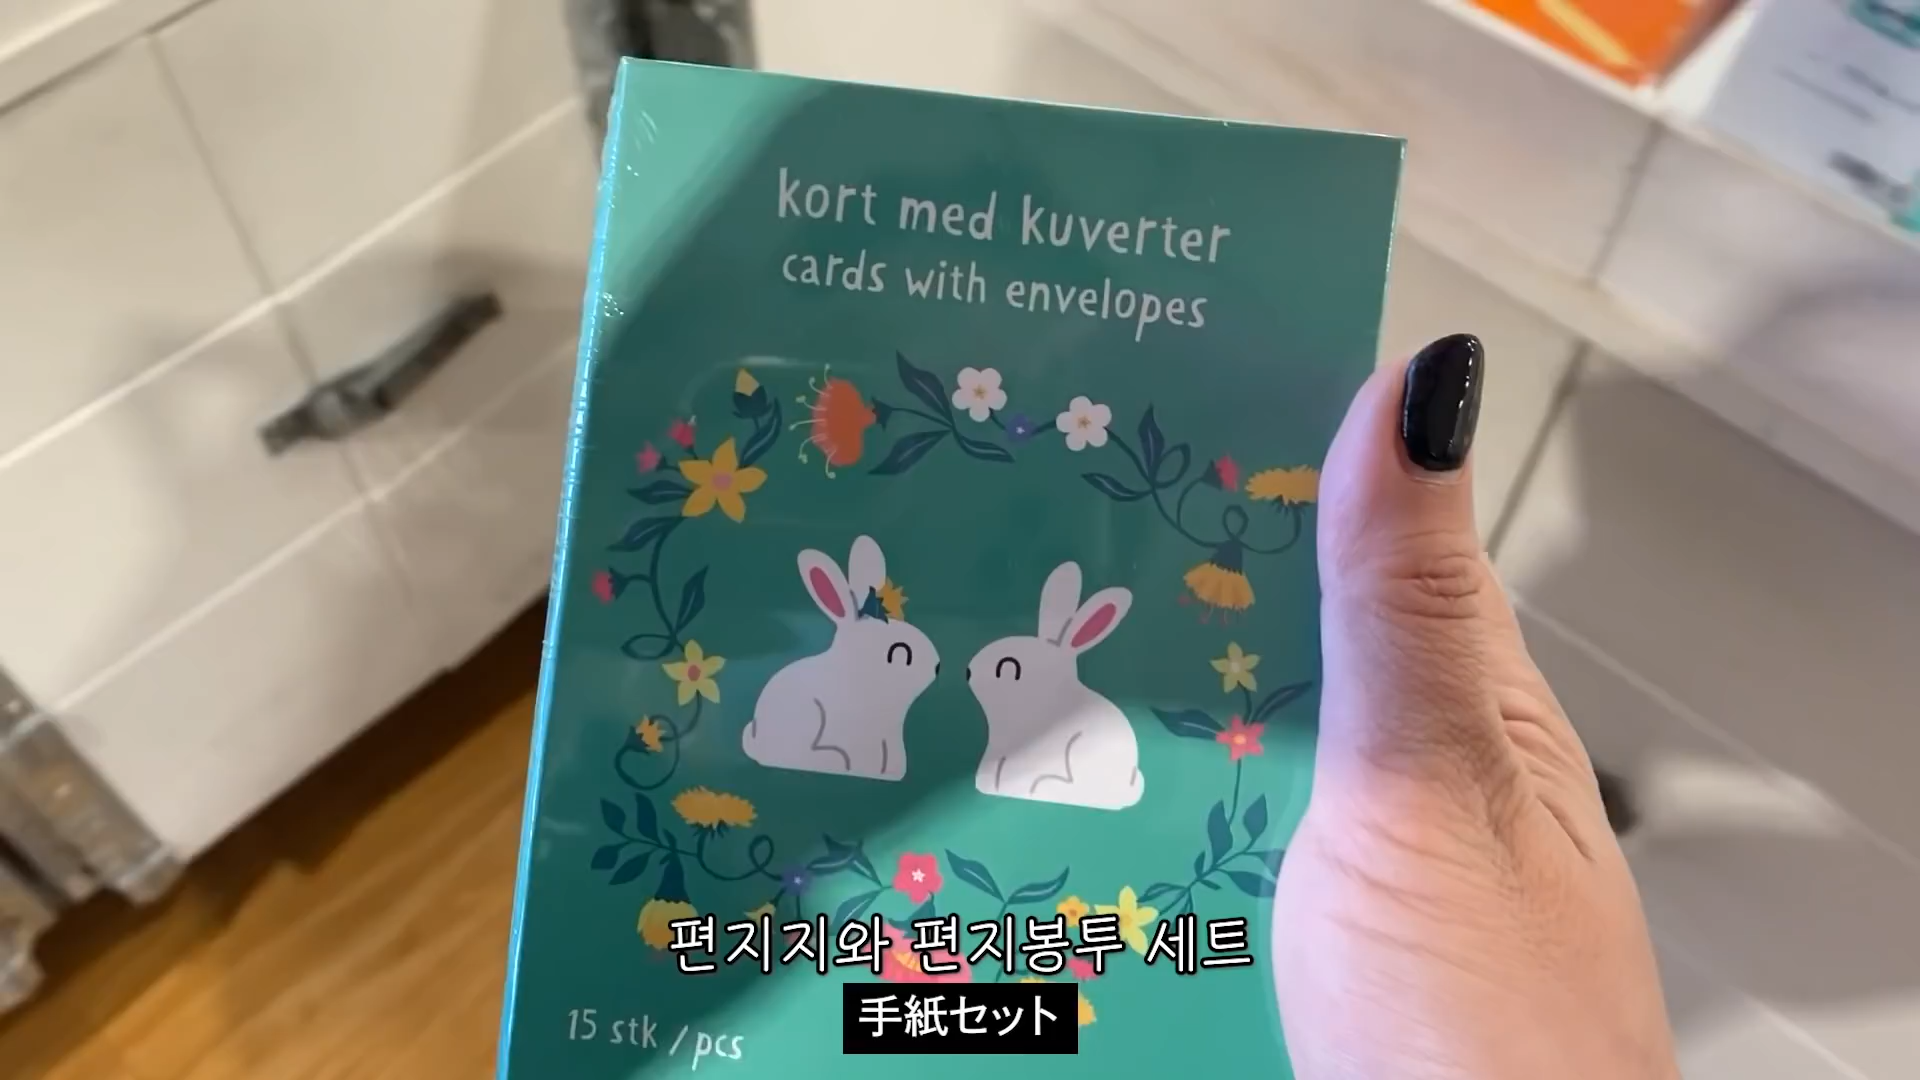 kort med kuverter
cards with envelopes
편지지와 편지봉투 세트
手紙セット
15 stk / pcs